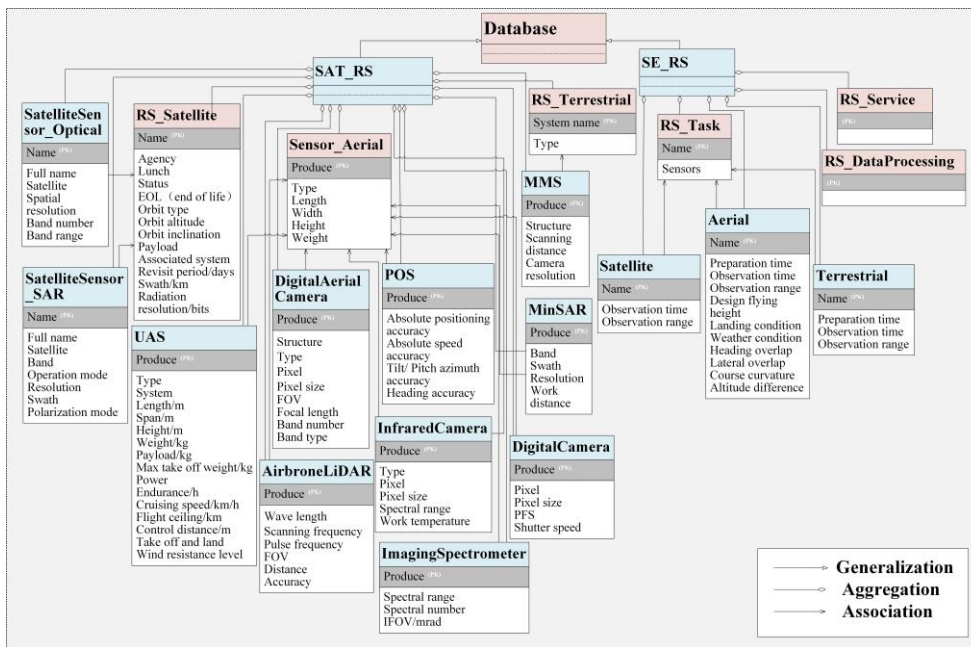 Database
SAT_RS
SE_RS
SatelliteSen
sor_Optical
Name (PK)
Full name
Satellite
Spatial
resolution
Band number
Band range
RS_Satellite
Name (PK)
Agency
Lunch
Status
EOL（end of life）
Orbit type
Orbit altitude
Orbit inclination
Payload
Associated system
Revisit period/days
Swath/km
Radiation
resolution/bits
Sensor_Aerial
Produce (PK)
Type
Length
Width
Height
Weight
RS_Terrestrial
System name (PK)
Type
RS_Task
Name (PK)
Sensors
RS_Service
(PK)
RS_DataProcessing
(PK)
SatelliteSensor
_SAR
Name (PK)
Full name
Satellite
Band
Operation mode
Resolution
Swath
Polarization mode
UAS
Produce (PK)
Type
System
Length/m
Span/m
Height/m
Weight/kg
Payload/kg
Max take off weight/kg
Power
Endurance/h
Cruising speed/km/h
Flight ceiling/km
Control distance/m
Take off and land
Wind resistance level
DigitalAerial
Camera
Produce (PK)
Structure
Type
Pixel
Pixel size
FOV
Focal length
Band number
Band type
POS
Produce (PK)
Absolute positioning
accuracy
Absolute speed
accuracy
Tilt/ Pitch azimuth
accuracy
Heading accuracy
MMS
Produce (PK)
Structure
Scanning
distance
Camera
resolution
MinSAR
Produce (PK)
Band
Swath
Resolution
Work
distance
Satellite
Name (PK)
Observation time
Observation range
Aerial
Name (PK)
Preparation time
Observation time
Observation range
Design flying
height
Landing condition
Weather condition
Heading overlap
Lateral overlap
Course curvature
Altitude difference
Terrestrial
Name (PK)
Preparation time
Observation time
Observation range
AirbroneLiDAR
Produce (PK)
Wave length
Scanning frequency
Pulse frequency
FOV
Distance
Accuracy
InfraredCamera
Produce (PK)
Type
Pixel
Pixel size
Spectral range
Work temperature
DigitalCamera
Produce (PK)
Pixel
Pixel size
PFS
Shutter speed
ImagingSpectrometer
Produce (PK)
Spectral range
Spectral number
IFOV/mrad
Generalization
Aggregation
Association